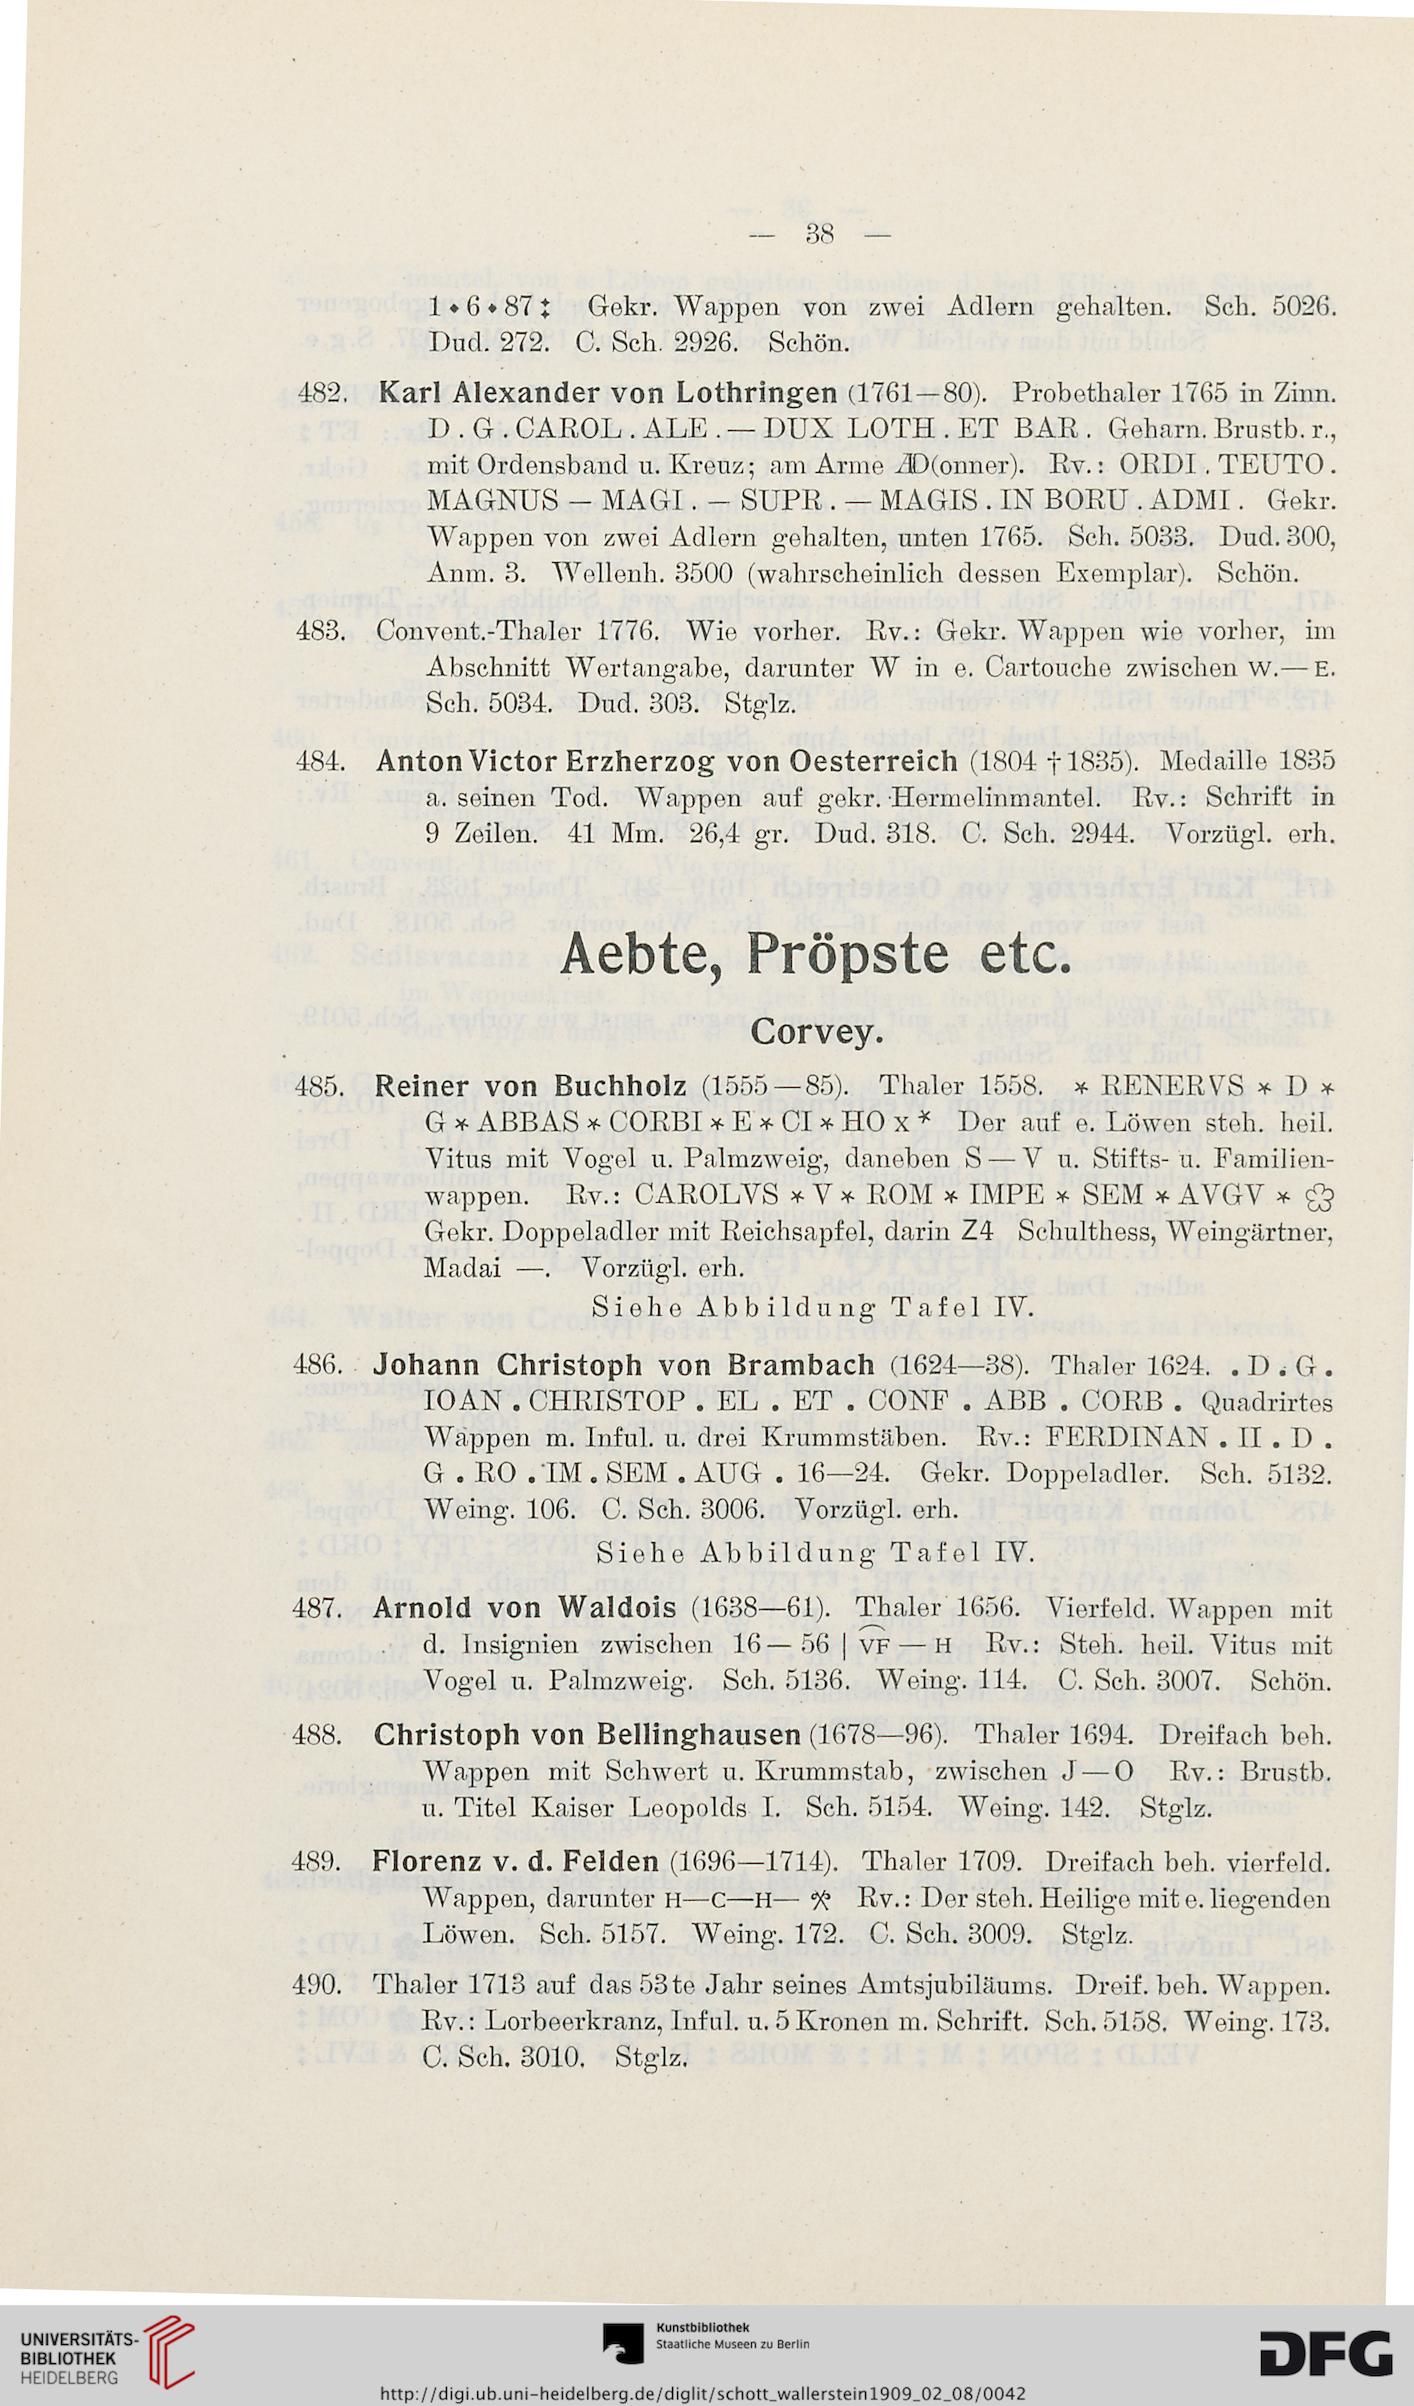 — 38 —
1 ⬩ 6 ⬩ 87 ⁑ Gekr. Wappen von zwei Adlern gehalten. Sch. 5026.
Dud. 272. C. Sch. 2926. Schön.
482. Karl Alexander von Lothringen (1761—80). Probethaler 1765 in Zinn.
D . G . CAROL . ALE . — DUX LOTH . ET BAR . Geharn. Brustb. r.,
mit Ordensband u. Kreuz; am Arme D(onner). Rv.: ORDI . TEUTO .
MAGNUS — MAGI . — SUPR . — MAGIS . IN BORU . ADMI . Gekr.
Wappen von zwei Adlern gehalten, unten 1765. Sch. 5033. Dud. 300,
Anm. 3. Wellenh. 3500 (wahrscheinlich dessen Exemplar). Schön.
483. Convent.-Thaler 1776. Wie vorher. Rv.: Gekr. Wappen wie vorher, im
Abschnitt Wertangabe, darunter W in e. Cartouche zwischen W.— E.
Sch. 5034. Dud. 303. Stglz.
484. Anton Victor Erzherzog von Oesterreich (1804 † 1835). Medaille 1835
a. seinen Tod. Wappen auf gekr. Hermelinmantel. Rv.: Schrift in
9 Zeilen. 41 Mm. 26,4 gr. Dud. 318. C. Sch. 2944. Vorzügl. erh.
Aebte, Pröpste etc.
Corvey.
485. Reiner von Buchholz (1555—85). Thaler 1558. * RENERVS * D *
G * ABBAS * CORBI * E * CI * HO x * Der auf e. Löwen steh. heil.
Vitus mit Vogel u. Palmzweig, daneben S — V u. Stifts- u. Familien-
wappen. Rv.: CAROLVS * V * ROM * IMPE * SEM * AVGV *
Gekr. Doppeladler mit Reichsapfel, darin Z4 Schulthess, Weingärtner,
Madai —. Vorzügl. erh.
Siehe Abbildung Tafel IV.
486. Johann Christoph von Brambach (1624—38). Thaler 1624. . D . G .
IOAN . CHRISTOP . EL . ET . CONF . ABB . CORB . Quadrirtes
Wappen m. Inful. u. drei Krummstäben. Rv.: FERDINAN . II . D .
G . RO . IM . SEM . AUG . 16—24. Gekr. Doppeladler. Sch. 5132.
Weing. 106. C. Sch. 3006. Vorzügl. erh.
Siehe Abbildung Tafel IV.
487. Arnold von Waldois (1638—61). Thaler 1656. Vierfeld. Wappen mit
d. Insignien zwischen 16 — 56 | VF — H Rv.: Steh. heil. Vitus mit
Vogel u. Palmzweig. Sch. 5136. Weing. 114. C. Sch. 3007. Schön.
488. Christoph von Bellinghausen (1678—96). Thaler 1694. Dreifach beh.
Wappen mit Schwert u. Krummstab, zwischen J — O Rv.: Brustb.
u. Titel Kaiser Leopolds I. Sch. 5154. Weing. 142. Stglz.
489. Florenz v. d. Felden (1696—1714). Thaler 1709. Dreifach beh. vierfeld.
Wappen, darunter H—C—H— ⚒ Rv.: Der steh. Heilige mit e. liegenden
Löwen. Sch. 5157. Weing. 172. C. Sch. 3009. Stglz.
490. Thaler 1713 auf das 53te Jahr seines Amtsjubiläums. Dreif. beh. Wappen.
Rv.: Lorbeerkranz, Inful. u. 5 Kronen m. Schrift. Sch. 5158. Weing. 173.
C. Sch. 3010. Stglz.
UNIVERSITÄTS-
BIBLIOTHEK
HEIDELBERG
Kunstbibliothek
Staatliche Museen zu Berlin
DFG
http://digi.ub.uni-heidelberg.de/diglit/schott_wallerstein1909_02_08/0042